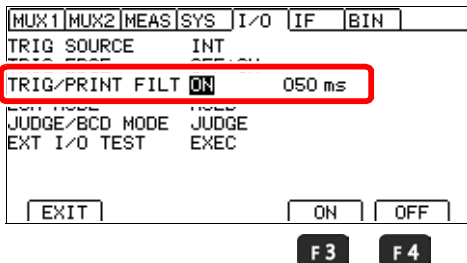 MUX1 MUX2 MEAS SYS I/O IF BIN
TRIG SOURCE INT
TRIG/PRINT FILT ON 050 ms
JUDGE/BCD MODE JUDGE
EXT I/O TEST EXEC
EXIT ON OFF
F3 F4